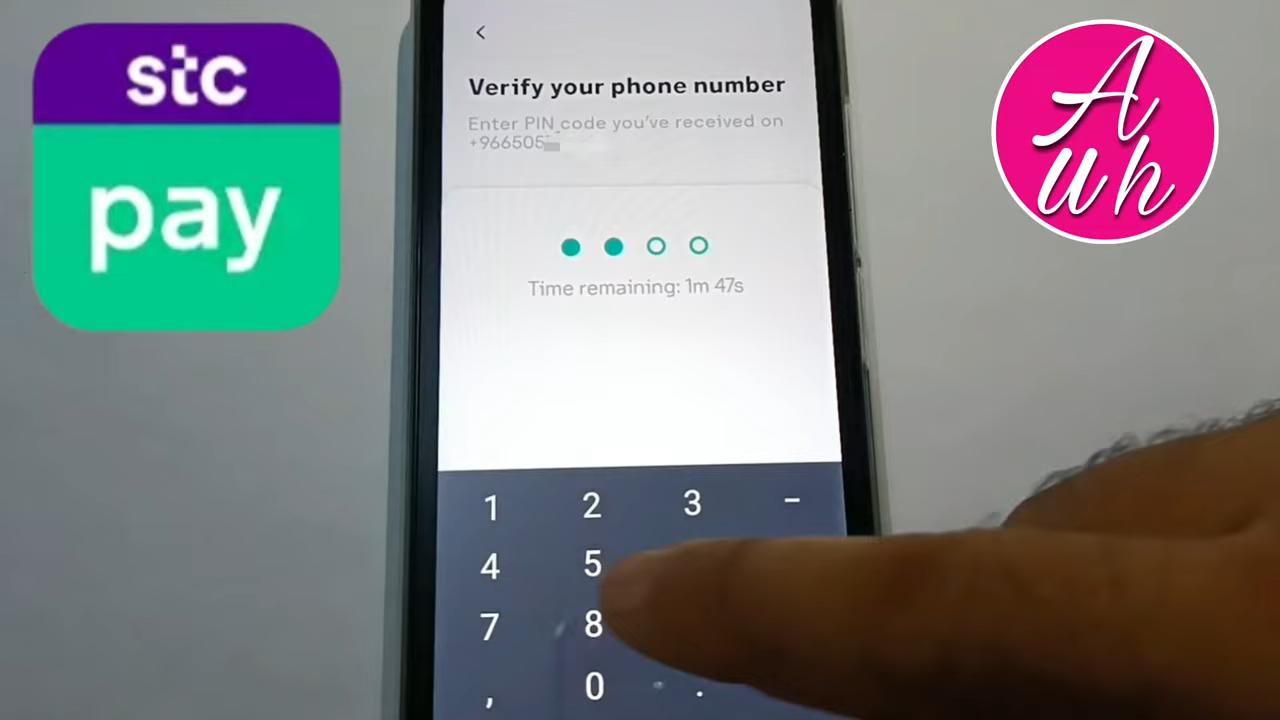 stc
pay
Verify your phone number
Enter PIN code you've received on
+966505
Time remaining: 1m 47s
1 2 3 –
4 5
7 8
, 0 .
A
wh